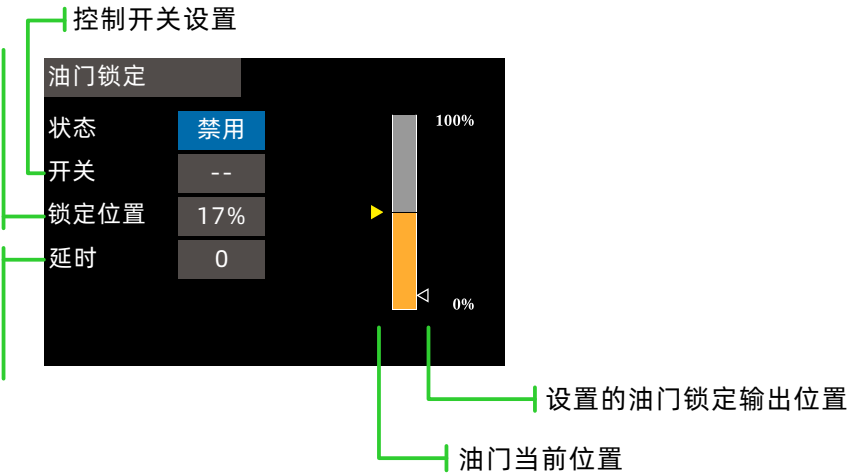 控制开关设置
油门锁定
状态 禁用
100%
开关 --
锁定位置 17%
延时 0
0%
设置的油门锁定输出位置
油门当前位置